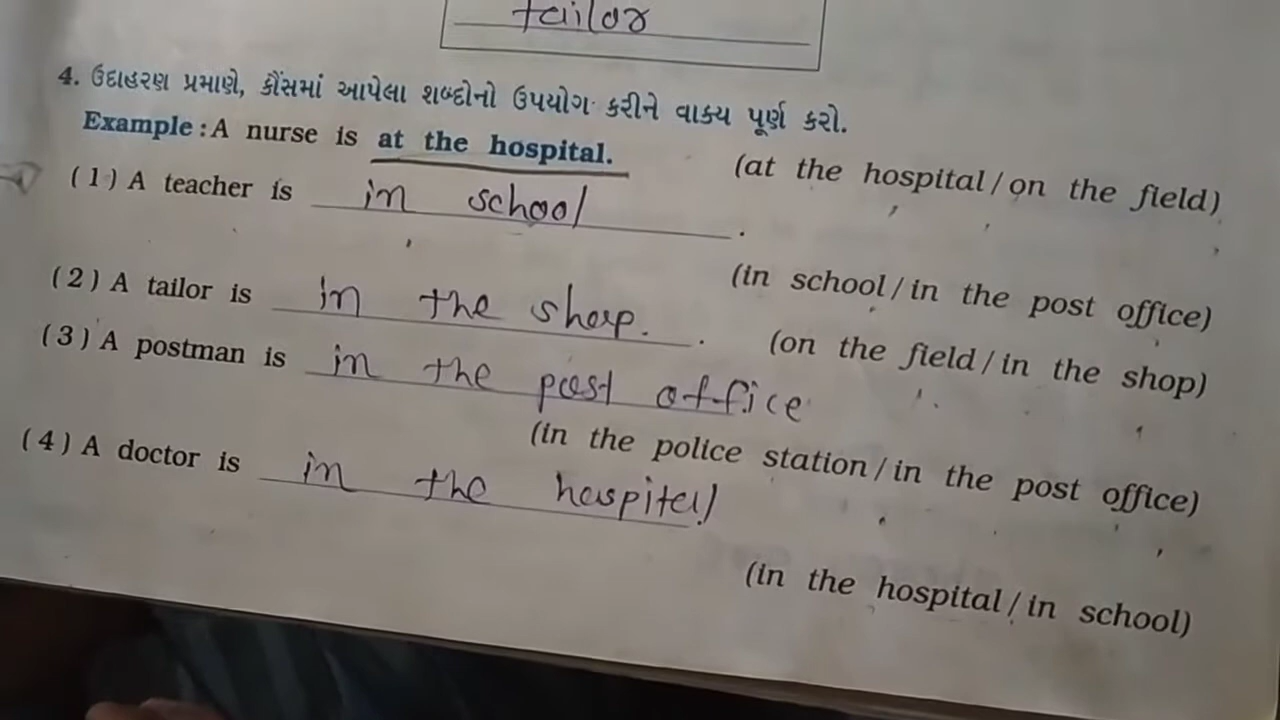 tailor
4. ઉદાહરણ પ્રમાણે, કૌંસમાં આપેલા શબ્દોનો ઉપયોગ કરીને વાક્ય પૂર્ણ કરો.
Example : A nurse is at the hospital. (at the hospital / on the field)
(1) A teacher is in school .
(in school / in the post office)
(2) A tailor is in the shop. . (on the field / in the shop)
(3) A postman is in the post office
(in the police station / in the post office)
(4) A doctor is in the hospital
(in the hospital / in school)